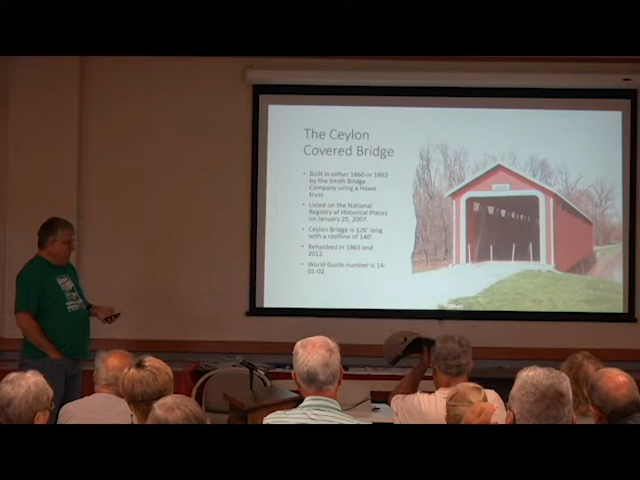 The Ceylon
Covered Bridge
• Built in either 1860 or 1862
by the Smith Bridge
Company using a Howe
truss.
• Listed on the National
Registry of Historical Places
on January 25, 2007.
• Ceylon Bridge is 126' long
with a roofline of 140'.
• Rehabbed in 1963 and
2012.
• World Guide number is 14-
01-02.